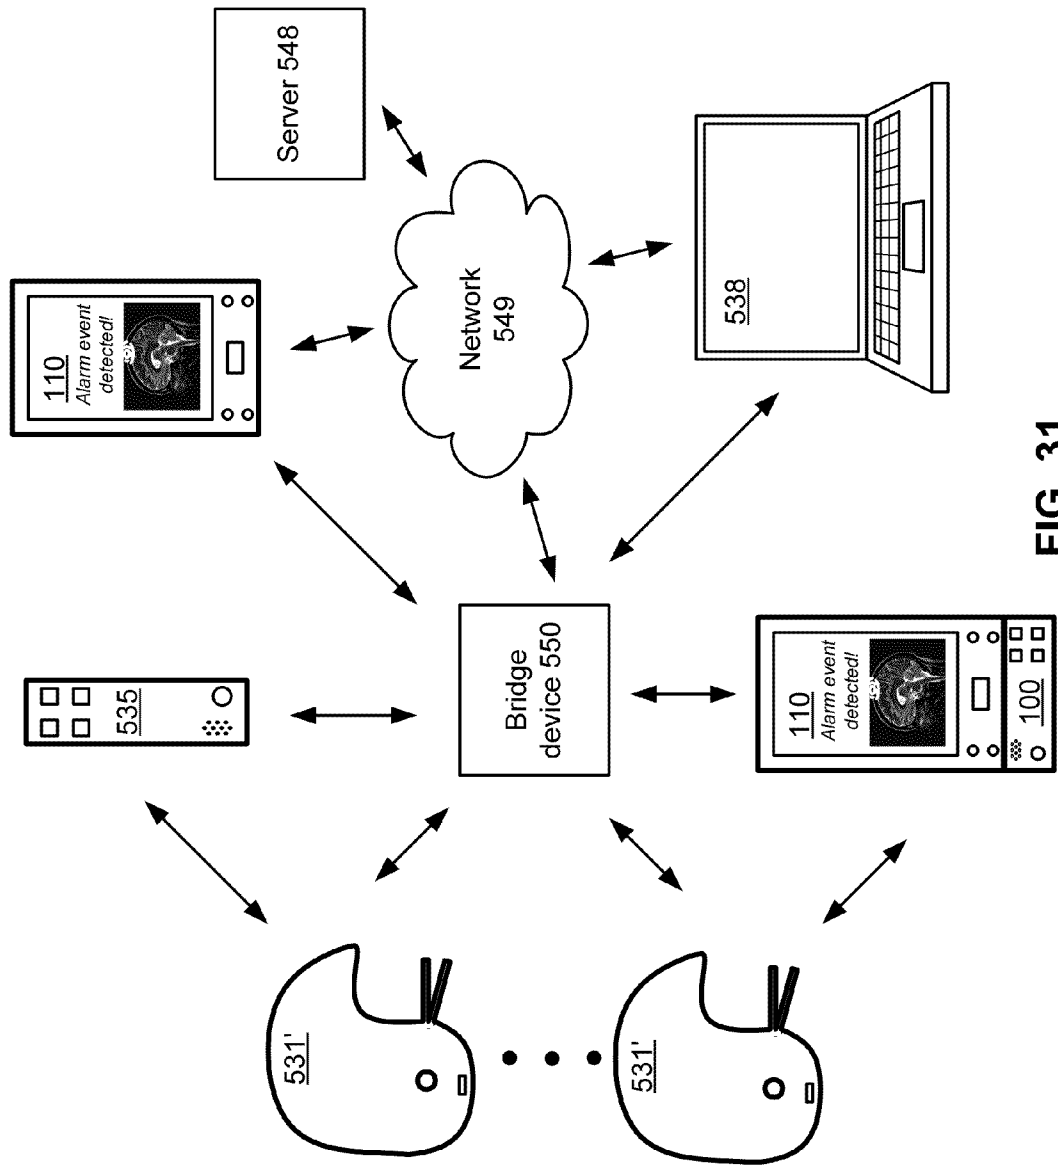 110
Alarm event
detected!
535
Server 548
531'
Network
549
Bridge
device 550
531'
538
110
Alarm event
detected!
100
FIG. 31